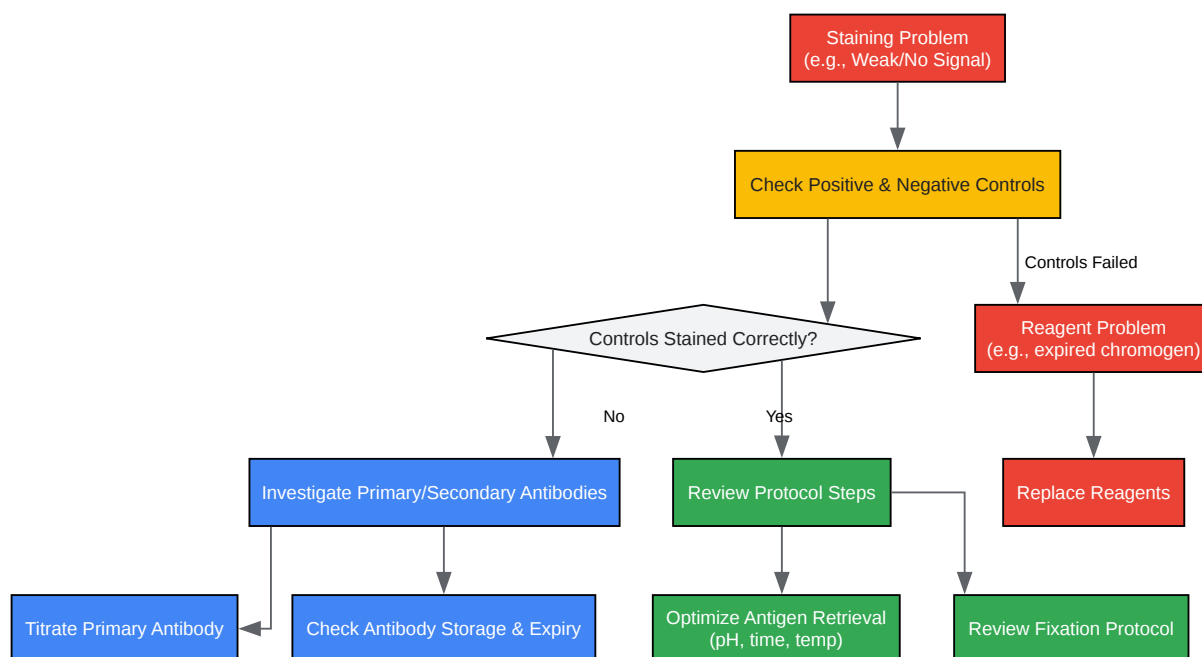 Staining Problem
(e.g., Weak/No Signal)
Check Positive & Negative Controls
Controls Failed
Controls Stained Correctly?
Reagent Problem
(e.g., expired chromogen)
No
Yes
Investigate Primary/Secondary Antibodies
Review Protocol Steps
Replace Reagents
Titrate Primary Antibody
Check Antibody Storage & Expiry
Optimize Antigen Retrieval
(pH, time, temp)
Review Fixation Protocol